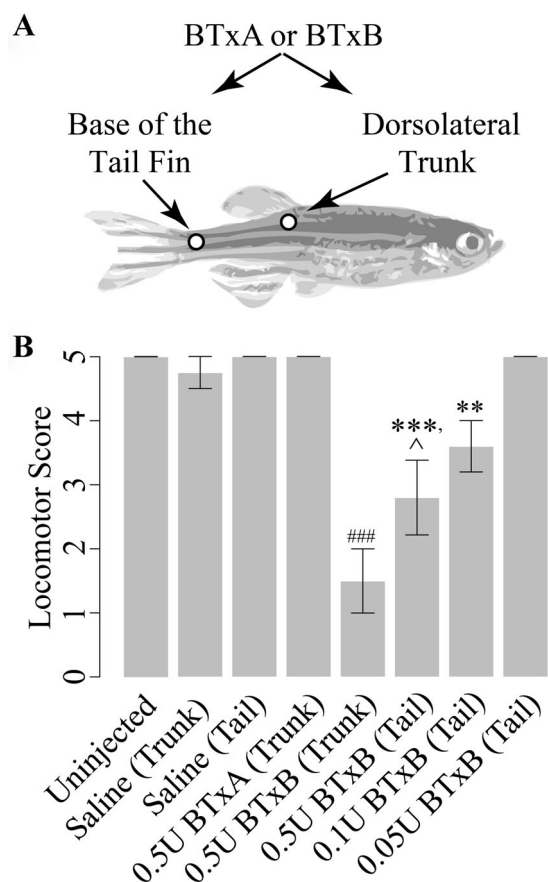 A
BTxA or BTxB
Base of the
Tail Fin
Dorsolateral
Trunk
B
Locomotor Score
5
4
3
2
1
0
###
***,
^
**
Uninjected
Saline (Trunk)
Saline (Tail)
0.5U BTxA (Trunk)
0.5U BTxB (Trunk)
0.5U BTxB (Tail)
0.1U BTxB (Tail)
0.05U BTxB (Tail)